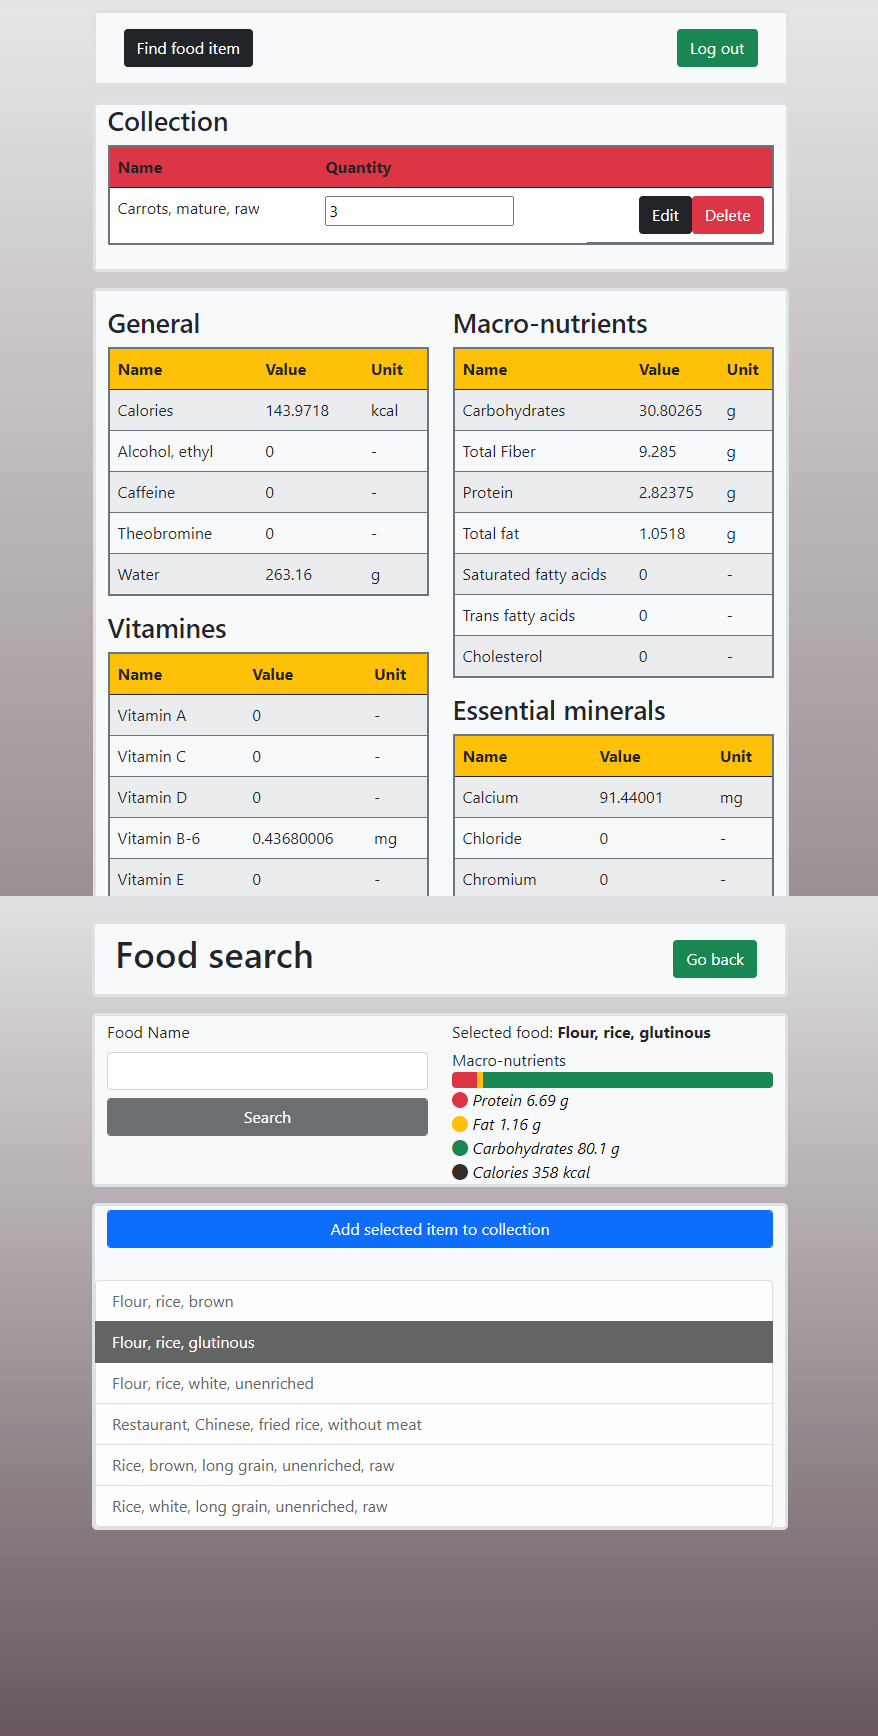 Find food item Log out
Collection
Name Quantity
Carrots, mature, raw 3 Edit Delete
General
Name Value Unit
Calories 143.9718 kcal
Alcohol, ethyl 0 -
Caffeine 0 -
Theobromine 0 -
Water 263.16 g
Vitamines
Name Value Unit
Vitamin A 0 -
Vitamin C 0 -
Vitamin D 0 -
Vitamin B-6 0.43680006 mg
Vitamin E 0 -
Macro-nutrients
Name Value Unit
Carbohydrates 30.80265 g
Total Fiber 9.285 g
Protein 2.82375 g
Total fat 1.0518 g
Saturated fatty acids 0 -
Trans fatty acids 0 -
Cholesterol 0 -
Essential minerals
Name Value Unit
Calcium 91.44001 mg
Chloride 0 -
Chromium 0 -
Food search Go back
Food Name
Search
Selected food: Flour, rice, glutinous
Macro-nutrients
Protein 6.69 g
Fat 1.16 g
Carbohydrates 80.1 g
Calories 358 kcal
Add selected item to collection
Flour, rice, brown
Flour, rice, glutinous
Flour, rice, white, unenriched
Restaurant, Chinese, fried rice, without meat
Rice, brown, long grain, unenriched, raw
Rice, white, long grain, unenriched, raw